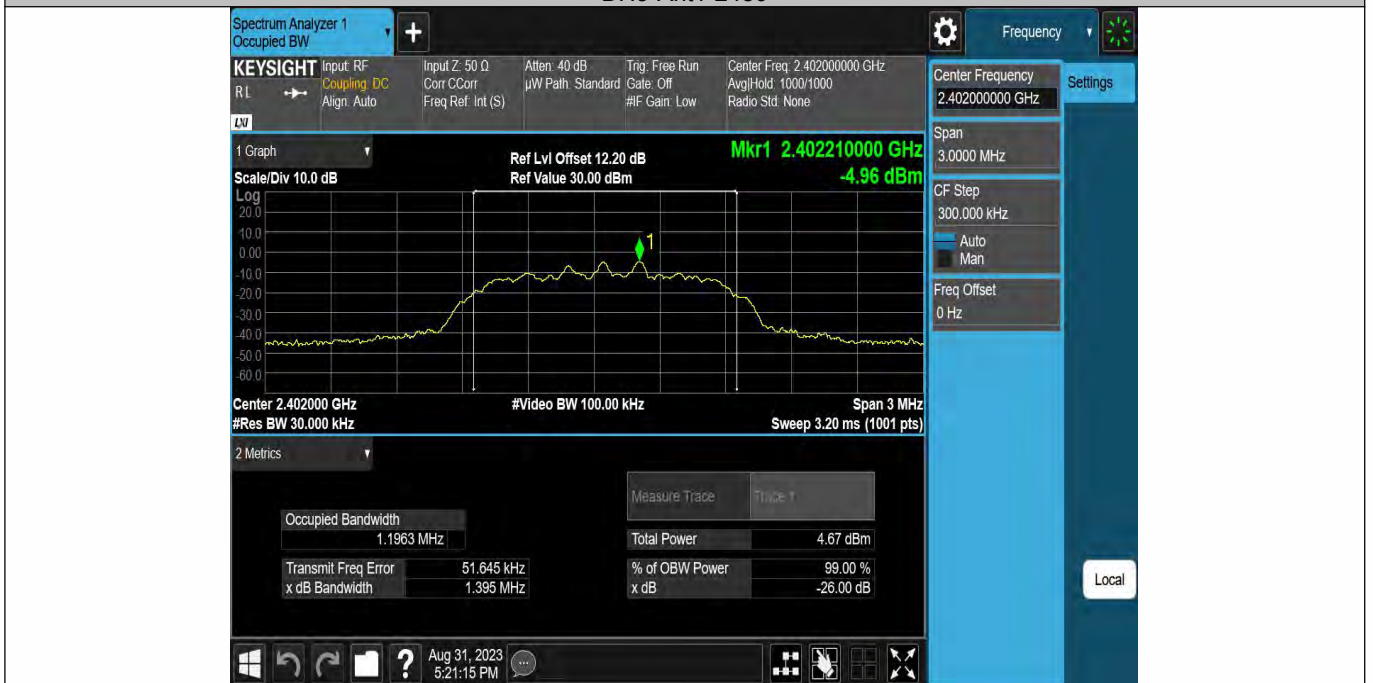 Spectrum Analyzer 1
Occupied BW
Frequency
KEYSIGHT
RL
LXI
Input: RF
Coupling: DC
Align: Auto
Input Z: 50 Ω
Corr CCorr
Freq Ref: Int (S)
Atten: 40 dB
µW Path: Standard
Trig: Free Run
Gate: Off
#IF Gain: Low
Center Freq: 2.402000000 GHz
Avg|Hold: 1000/1000
Radio Std: None
Center Frequency
2.402000000 GHz
Settings
Span
3.0000 MHz
CF Step
300.000 kHz
Auto
Man
Freq Offset
0 Hz
Local
1 Graph
Scale/Div 10.0 dB
Ref Lvl Offset 12.20 dB
Ref Value 30.00 dBm
Mkr1 2.402210000 GHz
-4.96 dBm
Log
20.0
10.0
0.00
-10.0
-20.0
-30.0
-40.0
-50.0
-60.0
1
Center 2.402000 GHz
#Video BW 100.00 kHz
Span 3 MHz
#Res BW 30.000 kHz
Sweep 3.20 ms (1001 pts)
2 Metrics
Measure Trace
Trace 1
Occupied Bandwidth
1.1963 MHz
Total Power 4.67 dBm
Transmit Freq Error 51.645 kHz
% of OBW Power 99.00 %
x dB Bandwidth 1.395 MHz
x dB -26.00 dB
Aug 31, 2023
5:21:15 PM